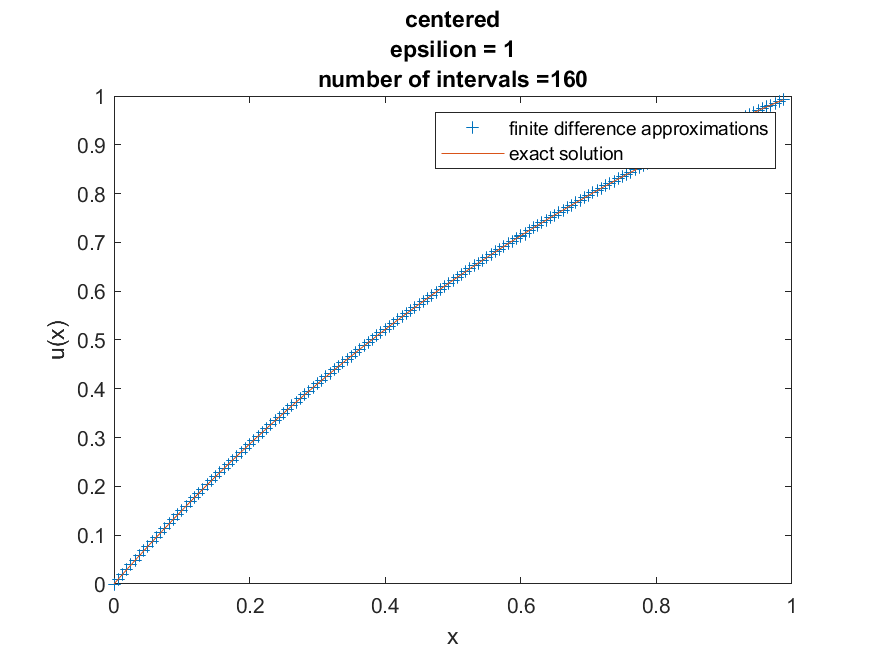 centered
epsilion = 1
number of intervals =160
finite difference approximations
exact solution
1
0.9
0.8
0.7
0.6
0.5
0.4
0.3
0.2
0.1
0
u(x)
0 0.2 0.4 0.6 0.8 1
x